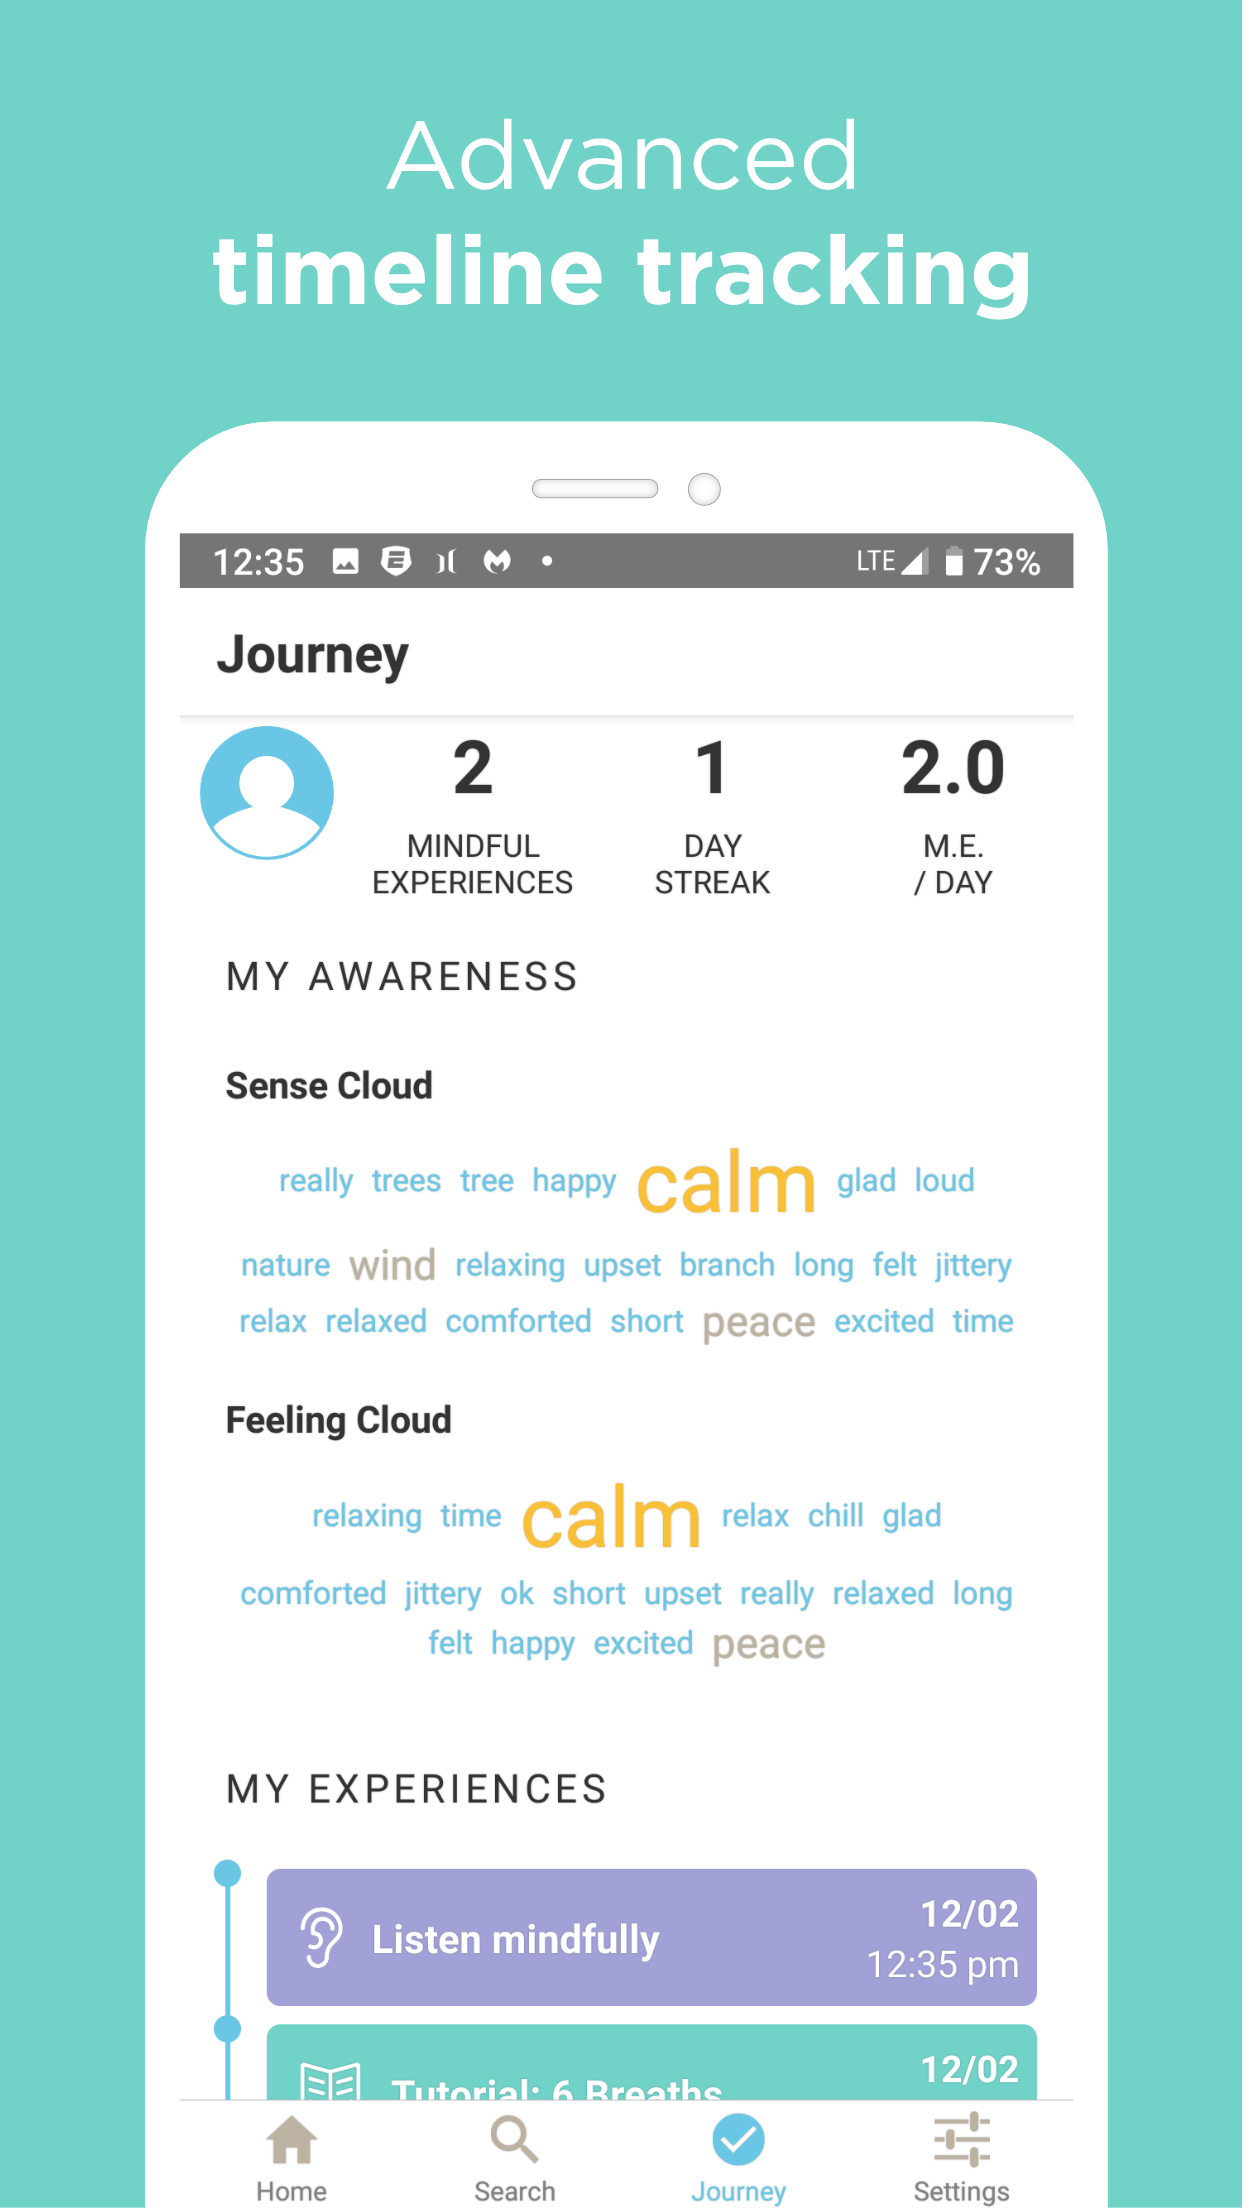 Advanced
timeline tracking
12:35 LTE 73%
Journey
2 1 2.0
MINDFUL DAY M.E.
EXPERIENCES STREAK / DAY
MY AWARENESS
Sense Cloud
really trees tree happy calm glad loud
nature wind relaxing upset branch long felt jittery
relax relaxed comforted short peace excited time
Feeling Cloud
relaxing time calm relax chill glad
comforted jittery ok short upset really relaxed long
felt happy excited peace
MY EXPERIENCES
Listen mindfully 12/02
12:35 pm
Tutorial: 6 Breaths 12/02
Home Search Journey Settings